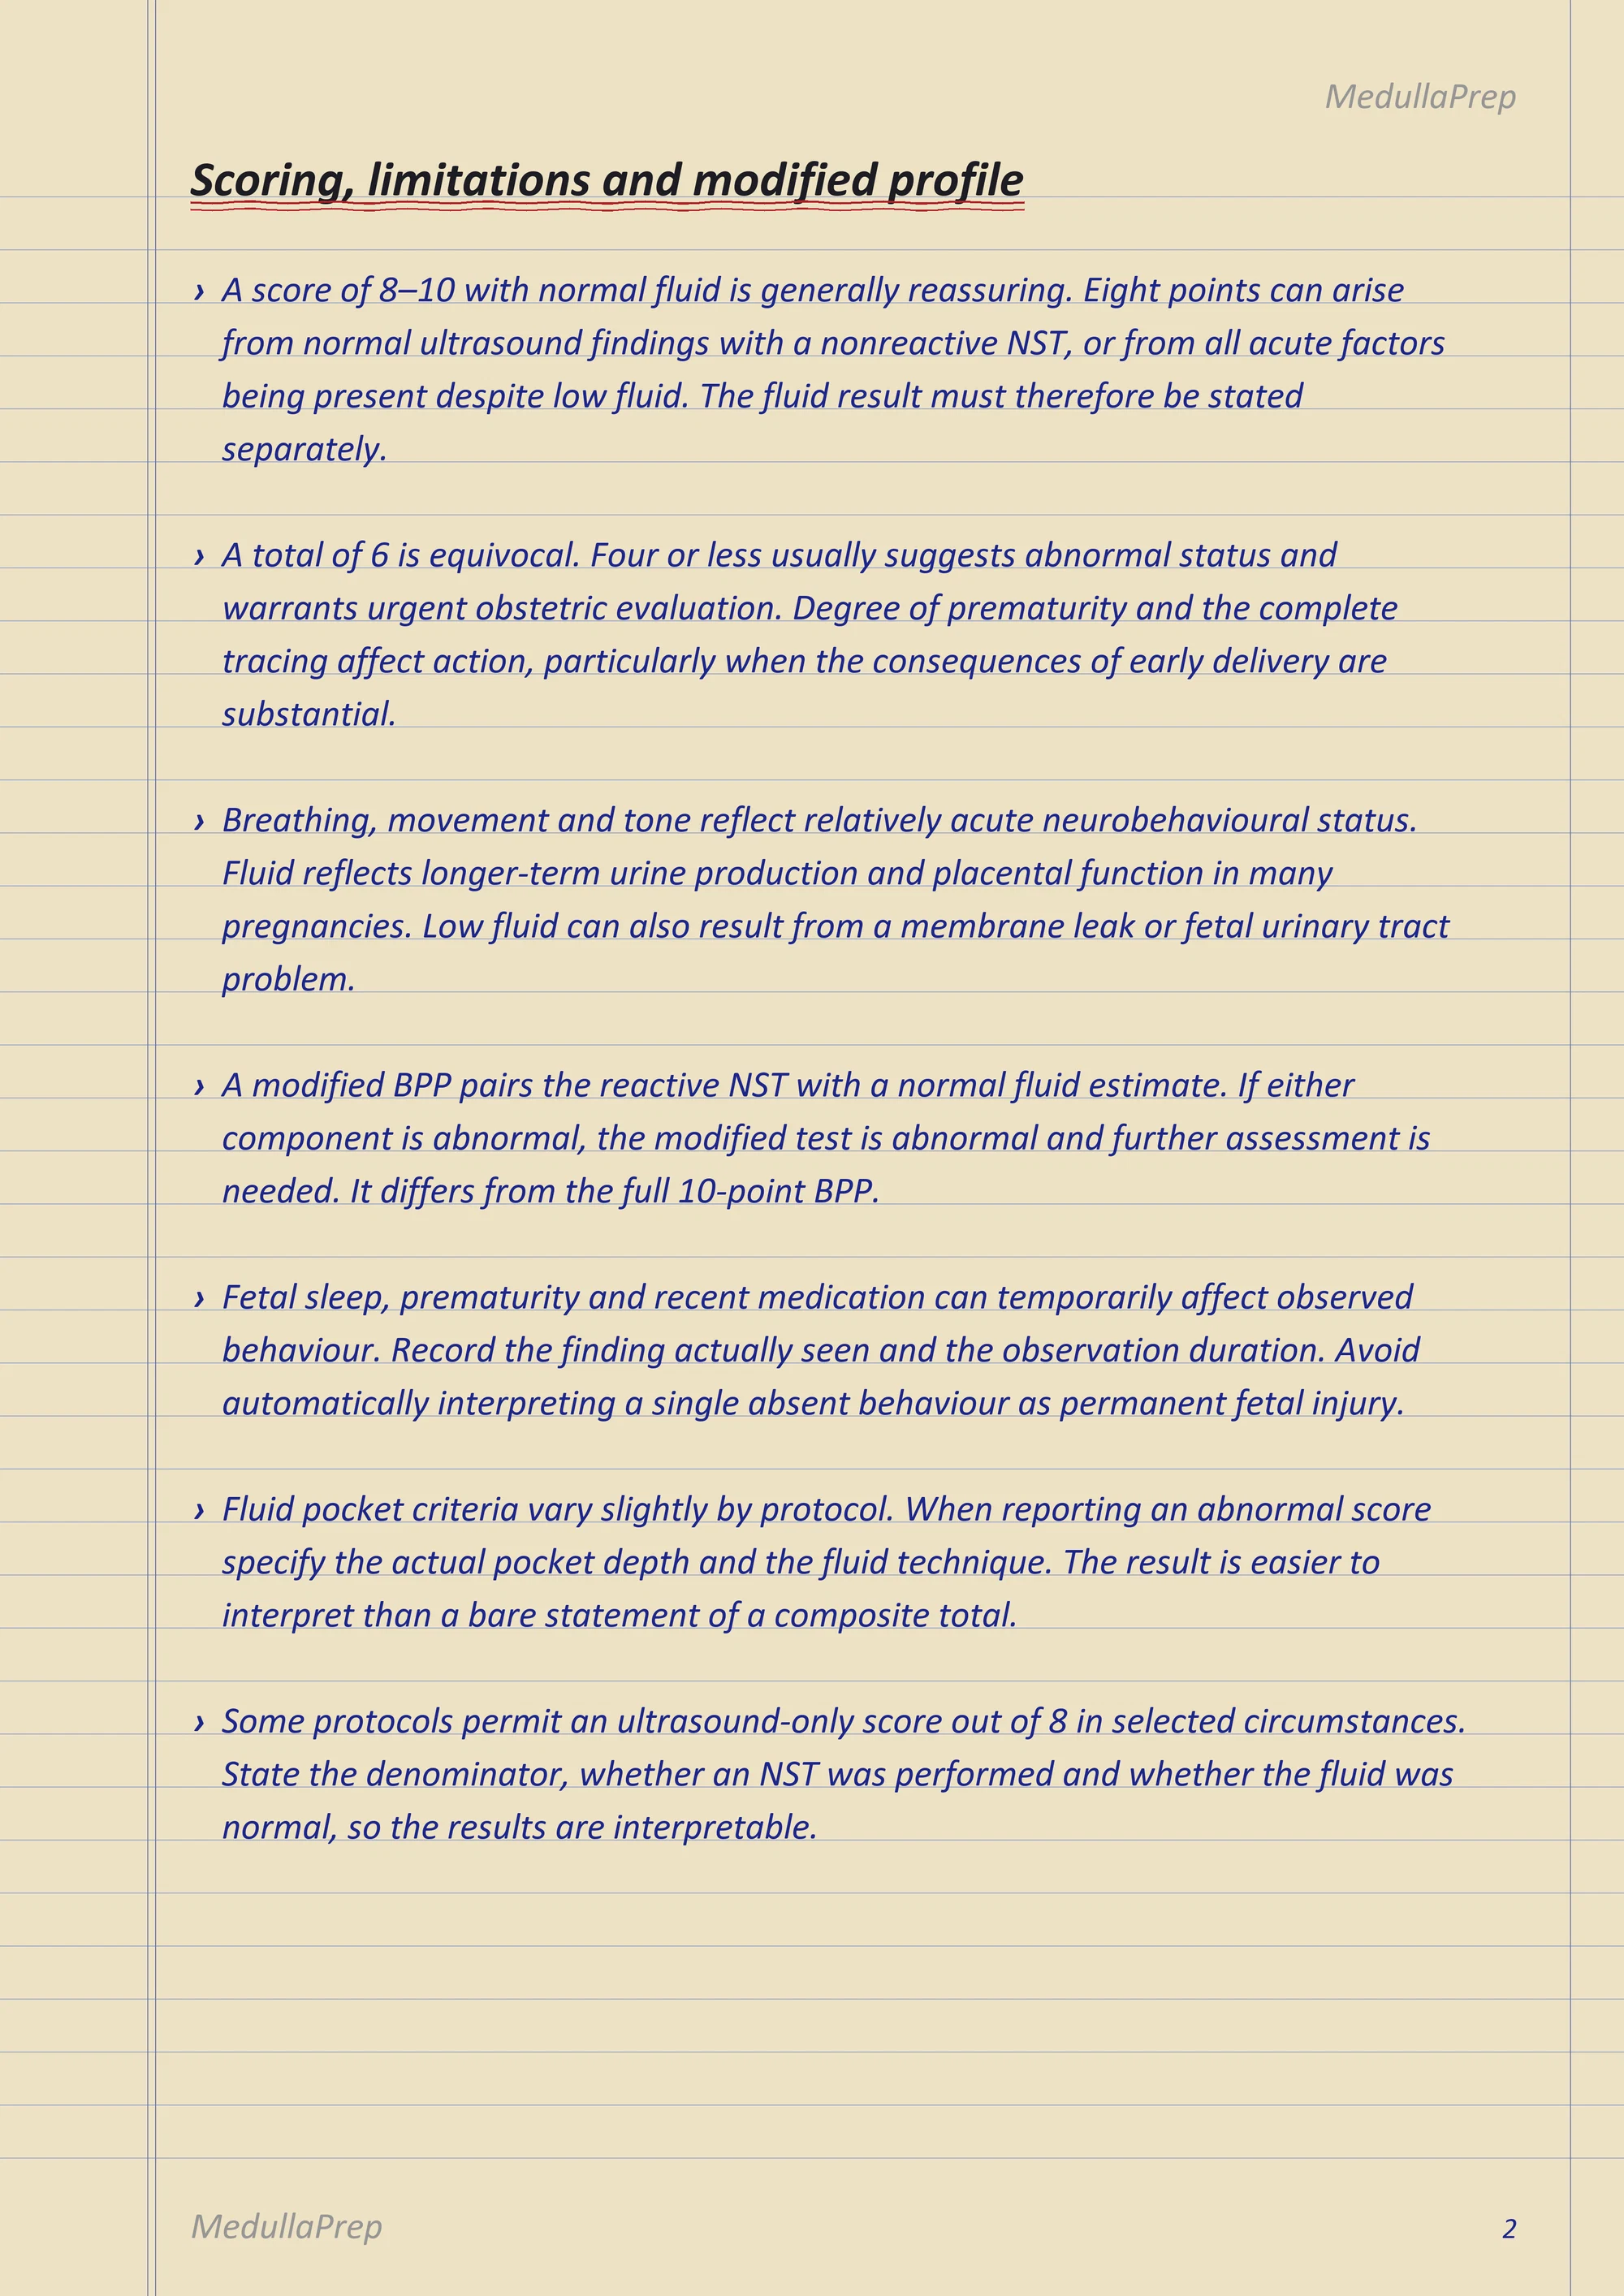 MedullaPrep
Scoring, limitations and modified profile
› A score of 8–10 with normal fluid is generally reassuring. Eight points can arise
from normal ultrasound findings with a nonreactive NST, or from all acute factors
being present despite low fluid. The fluid result must therefore be stated
separately.
› A total of 6 is equivocal. Four or less usually suggests abnormal status and
warrants urgent obstetric evaluation. Degree of prematurity and the complete
tracing affect action, particularly when the consequences of early delivery are
substantial.
› Breathing, movement and tone reflect relatively acute neurobehavioural status.
Fluid reflects longer-term urine production and placental function in many
pregnancies. Low fluid can also result from a membrane leak or fetal urinary tract
problem.
› A modified BPP pairs the reactive NST with a normal fluid estimate. If either
component is abnormal, the modified test is abnormal and further assessment is
needed. It differs from the full 10-point BPP.
› Fetal sleep, prematurity and recent medication can temporarily affect observed
behaviour. Record the finding actually seen and the observation duration. Avoid
automatically interpreting a single absent behaviour as permanent fetal injury.
› Fluid pocket criteria vary slightly by protocol. When reporting an abnormal score
specify the actual pocket depth and the fluid technique. The result is easier to
interpret than a bare statement of a composite total.
› Some protocols permit an ultrasound-only score out of 8 in selected circumstances.
State the denominator, whether an NST was performed and whether the fluid was
normal, so the results are interpretable.
MedullaPrep
2